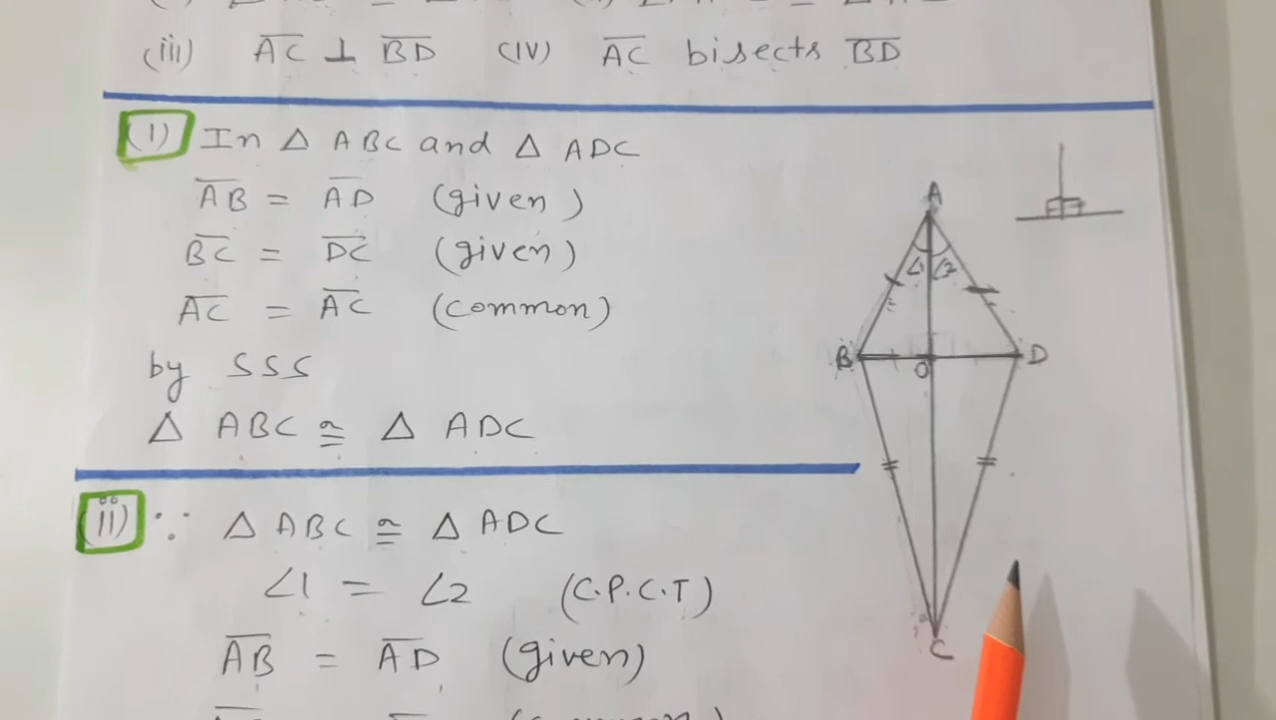 (iii) AC ⊥ BD (IV) AC bisects BD
(1) In △ ABC and △ ADC
AB = AD (given)
BC = DC (given)
AC = AC (common)
by SSS
△ ABC ≅ △ ADC
(ii) ∵ △ ABC ≅ △ ADC
∠1 = ∠2 (C.P.C.T)
AB = AD (given)
A
∠1 ∠2
B O D
C